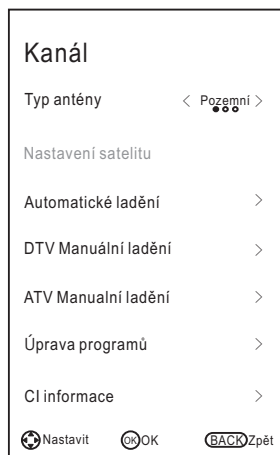 Kanál
Typ antény < Pozemní >
Nastavení satelitu
Automatické ladění >
DTV Manuální ladění >
ATV Manualní ladění >
Úprava programů >
CI informace >
Nastavit OK OK BACK Zpět